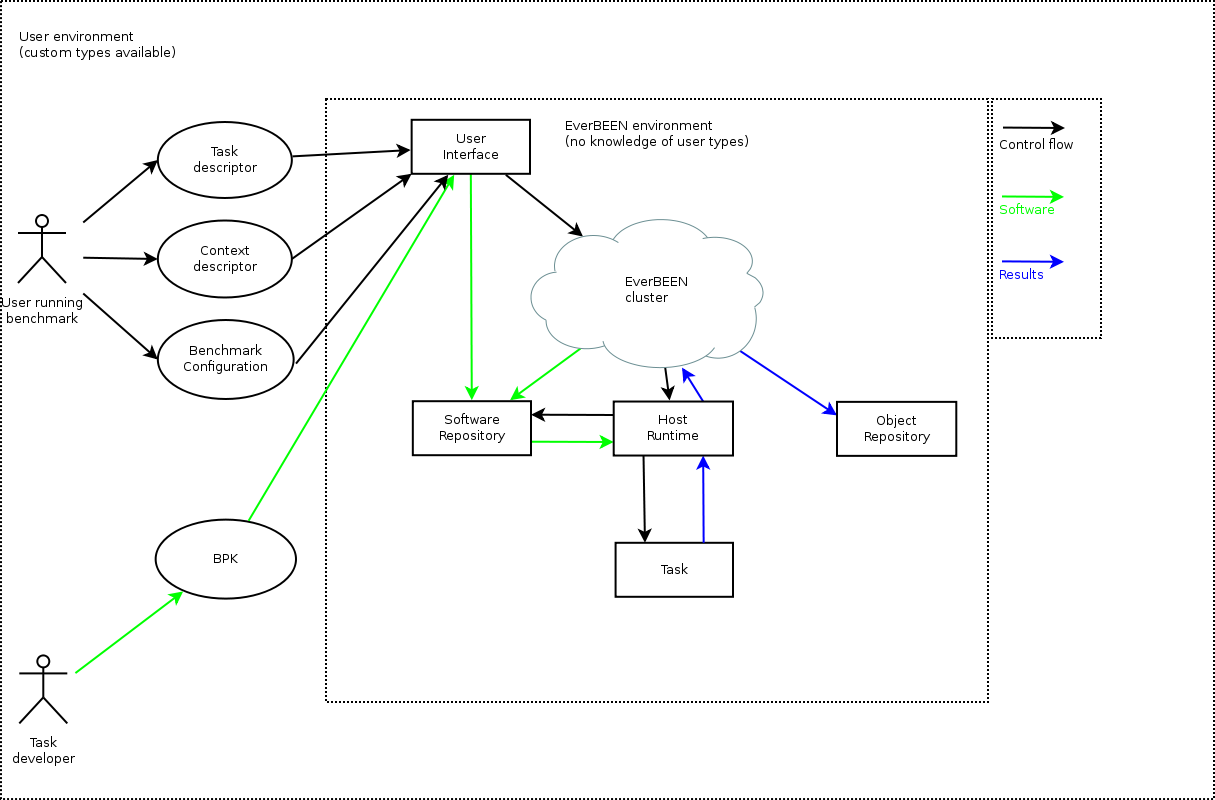 User environment
(custom types available)
EverBEEN environment
(no knowledge of user types)
User
Interface
Task
descriptor
Control flow
Context
descriptor
Software
Results
EverBEEN
cluster
User running
benchmark
Benchmark
Configuration
Software
Repository
Host
Runtime
Object
Repository
BPK
Task
Task
developer